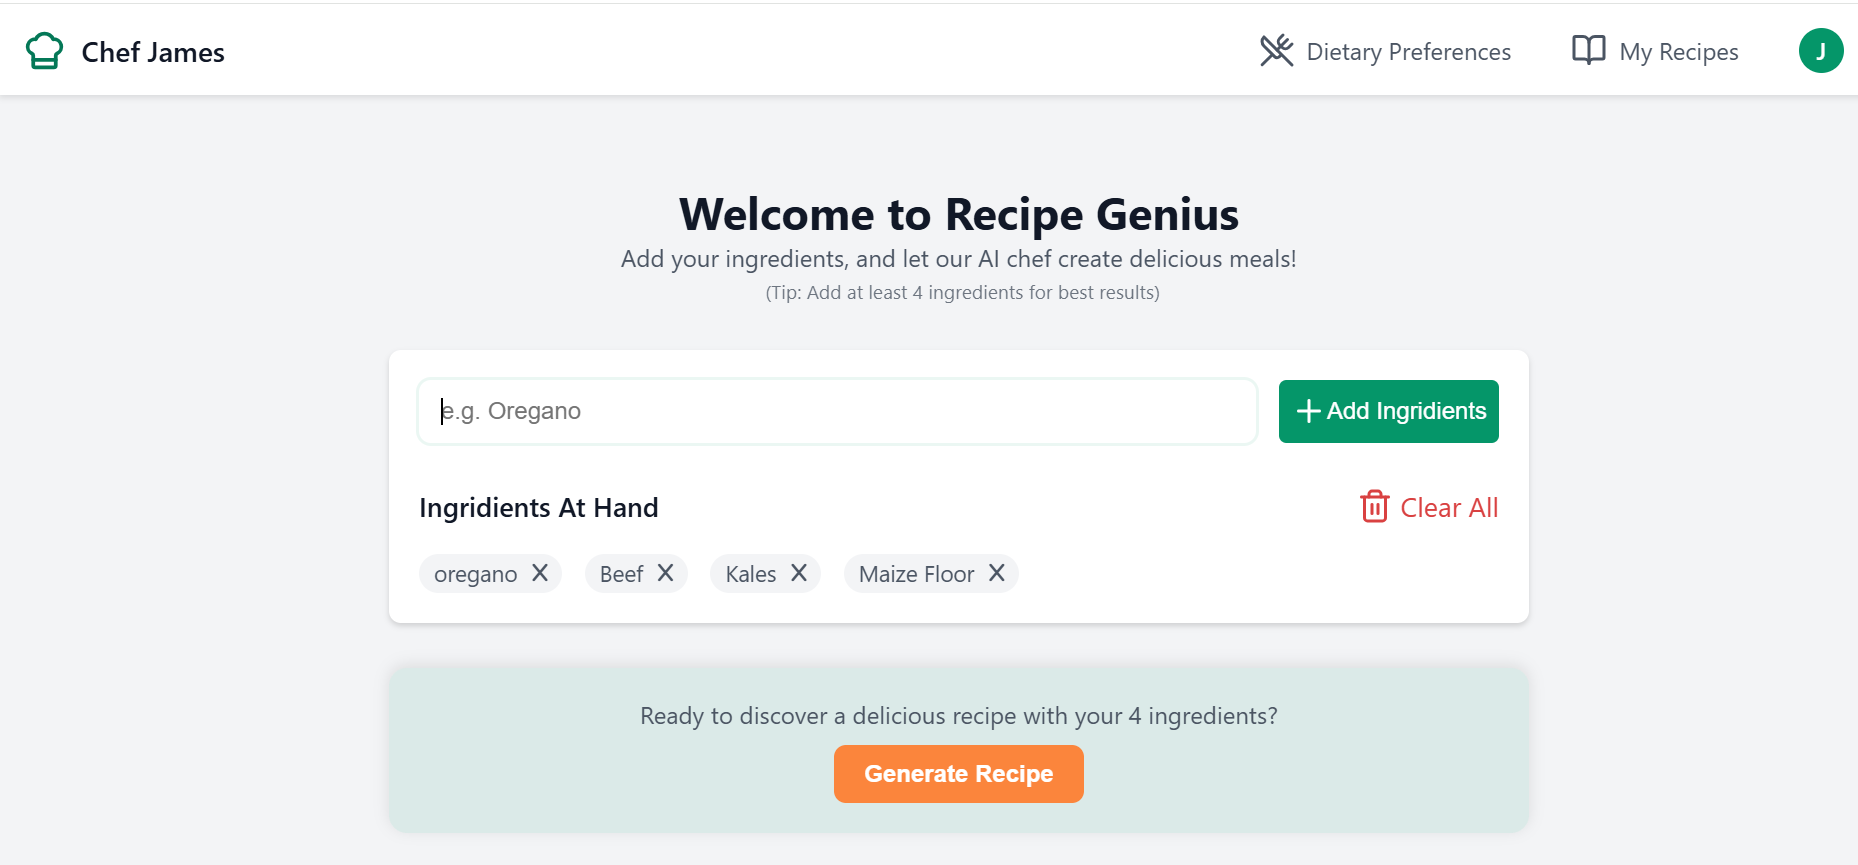 Chef James
Dietary Preferences
My Recipes
J
Welcome to Recipe Genius
Add your ingredients, and let our AI chef create delicious meals!
(Tip: Add at least 4 ingredients for best results)
e.g. Oregano
Add Ingridients
Ingridients At Hand
Clear All
oregano X Beef X Kales X Maize Floor X
Ready to discover a delicious recipe with your 4 ingredients?
Generate Recipe